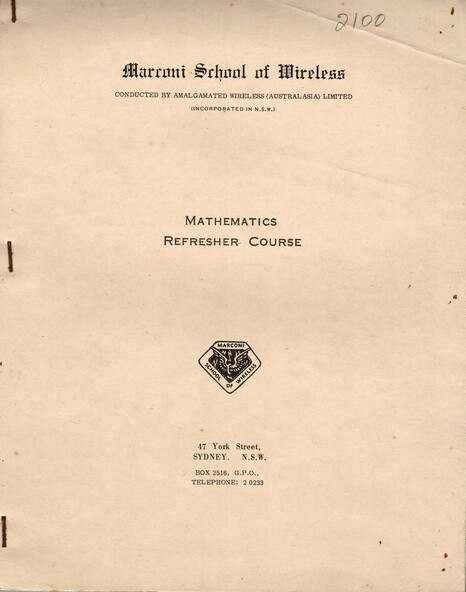 2100
Marconi School of Wireless
CONDUCTED BY AMALGAMATED WIRELESS (AUSTRALASIA) LIMITED
(INCORPORATED IN N.S.W.)
MATHEMATICS
REFRESHER COURSE
MARCONI
SCHOOL OF WIRELESS
47 York Street,
SYDNEY. N.S.W.
BOX 2516, G.P.O.,
TELEPHONE: 2 0233